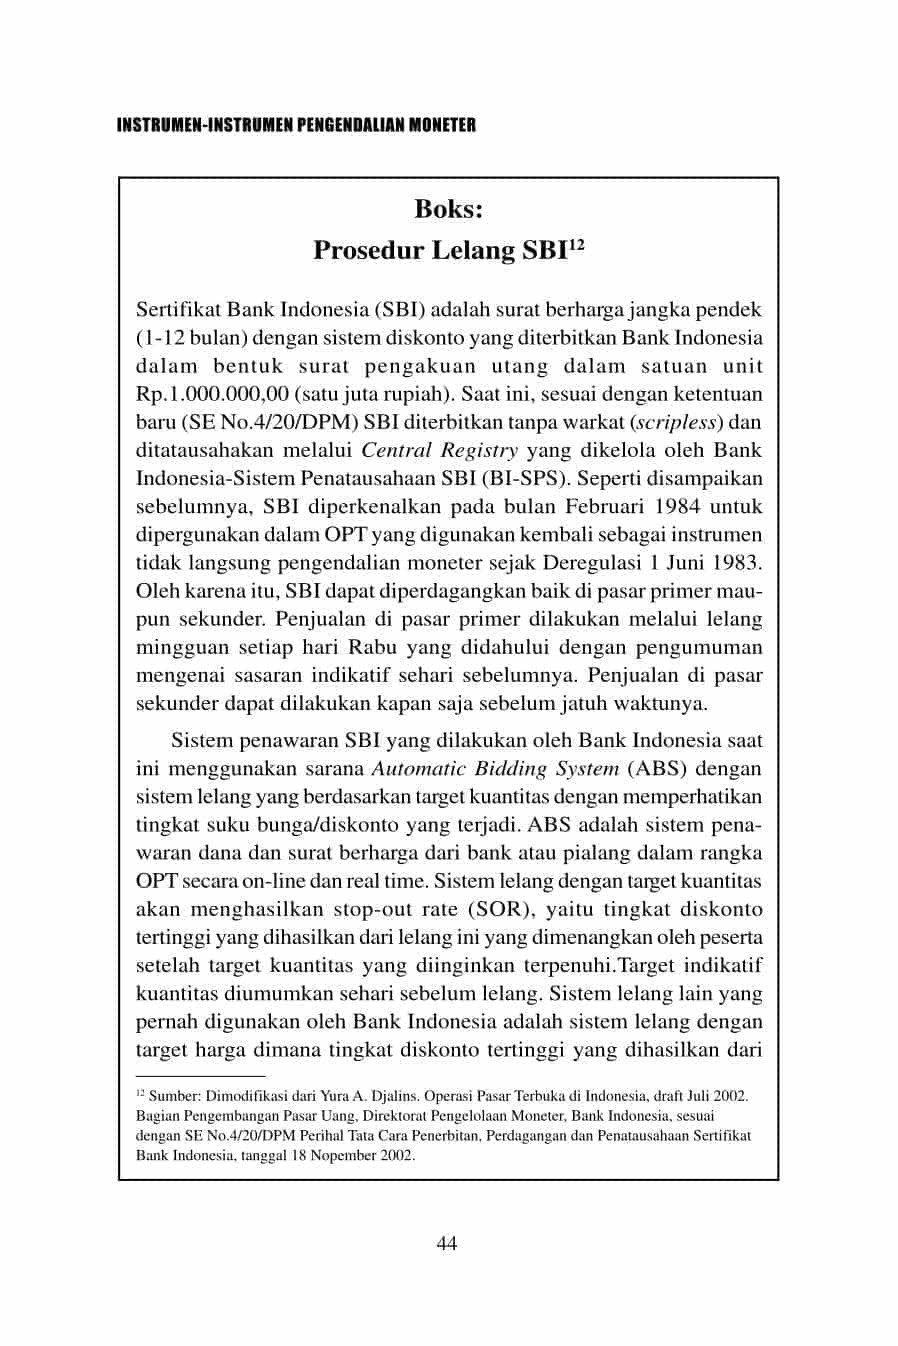 INSTRUMEN-INSTRUMEN PENGENDALIAN MONETER
Boks:
Prosedur Lelang SBI¹²
Sertifikat Bank Indonesia (SBI) adalah surat berharga jangka pendek
(1-12 bulan) dengan sistem diskonto yang diterbitkan Bank Indonesia
dalam bentuk surat pengakuan utang dalam satuan unit
Rp.1.000.000,00 (satu juta rupiah). Saat ini, sesuai dengan ketentuan
baru (SE No.4/20/DPM) SBI diterbitkan tanpa warkat (scripless) dan
ditatausahakan melalui Central Registry yang dikelola oleh Bank
Indonesia-Sistem Penatausahaan SBI (BI-SPS). Seperti disampaikan
sebelumnya, SBI diperkenalkan pada bulan Februari 1984 untuk
dipergunakan dalam OPT yang digunakan kembali sebagai instrumen
tidak langsung pengendalian moneter sejak Deregulasi 1 Juni 1983.
Oleh karena itu, SBI dapat diperdagangkan baik di pasar primer mau-
pun sekunder. Penjualan di pasar primer dilakukan melalui lelang
mingguan setiap hari Rabu yang didahului dengan pengumuman
mengenai sasaran indikatif sehari sebelumnya. Penjualan di pasar
sekunder dapat dilakukan kapan saja sebelum jatuh waktunya.
Sistem penawaran SBI yang dilakukan oleh Bank Indonesia saat
ini menggunakan sarana Automatic Bidding System (ABS) dengan
sistem lelang yang berdasarkan target kuantitas dengan memperhatikan
tingkat suku bunga/diskonto yang terjadi. ABS adalah sistem pena-
waran dana dan surat berharga dari bank atau pialang dalam rangka
OPT secara on-line dan real time. Sistem lelang dengan target kuantitas
akan menghasilkan stop-out rate (SOR), yaitu tingkat diskonto
tertinggi yang dihasilkan dari lelang ini yang dimenangkan oleh peserta
setelah target kuantitas yang diinginkan terpenuhi.Target indikatif
kuantitas diumumkan sehari sebelum lelang. Sistem lelang lain yang
pernah digunakan oleh Bank Indonesia adalah sistem lelang dengan
target harga dimana tingkat diskonto tertinggi yang dihasilkan dari
¹² Sumber: Dimodifikasi dari Yura A. Djalins. Operasi Pasar Terbuka di Indonesia, draft Juli 2002.
Bagian Pengembangan Pasar Uang, Direktorat Pengelolaan Moneter, Bank Indonesia, sesuai
dengan SE No.4/20/DPM Perihal Tata Cara Penerbitan, Perdagangan dan Penatausahaan Sertifikat
Bank Indonesia, tanggal 18 Nopember 2002.
44